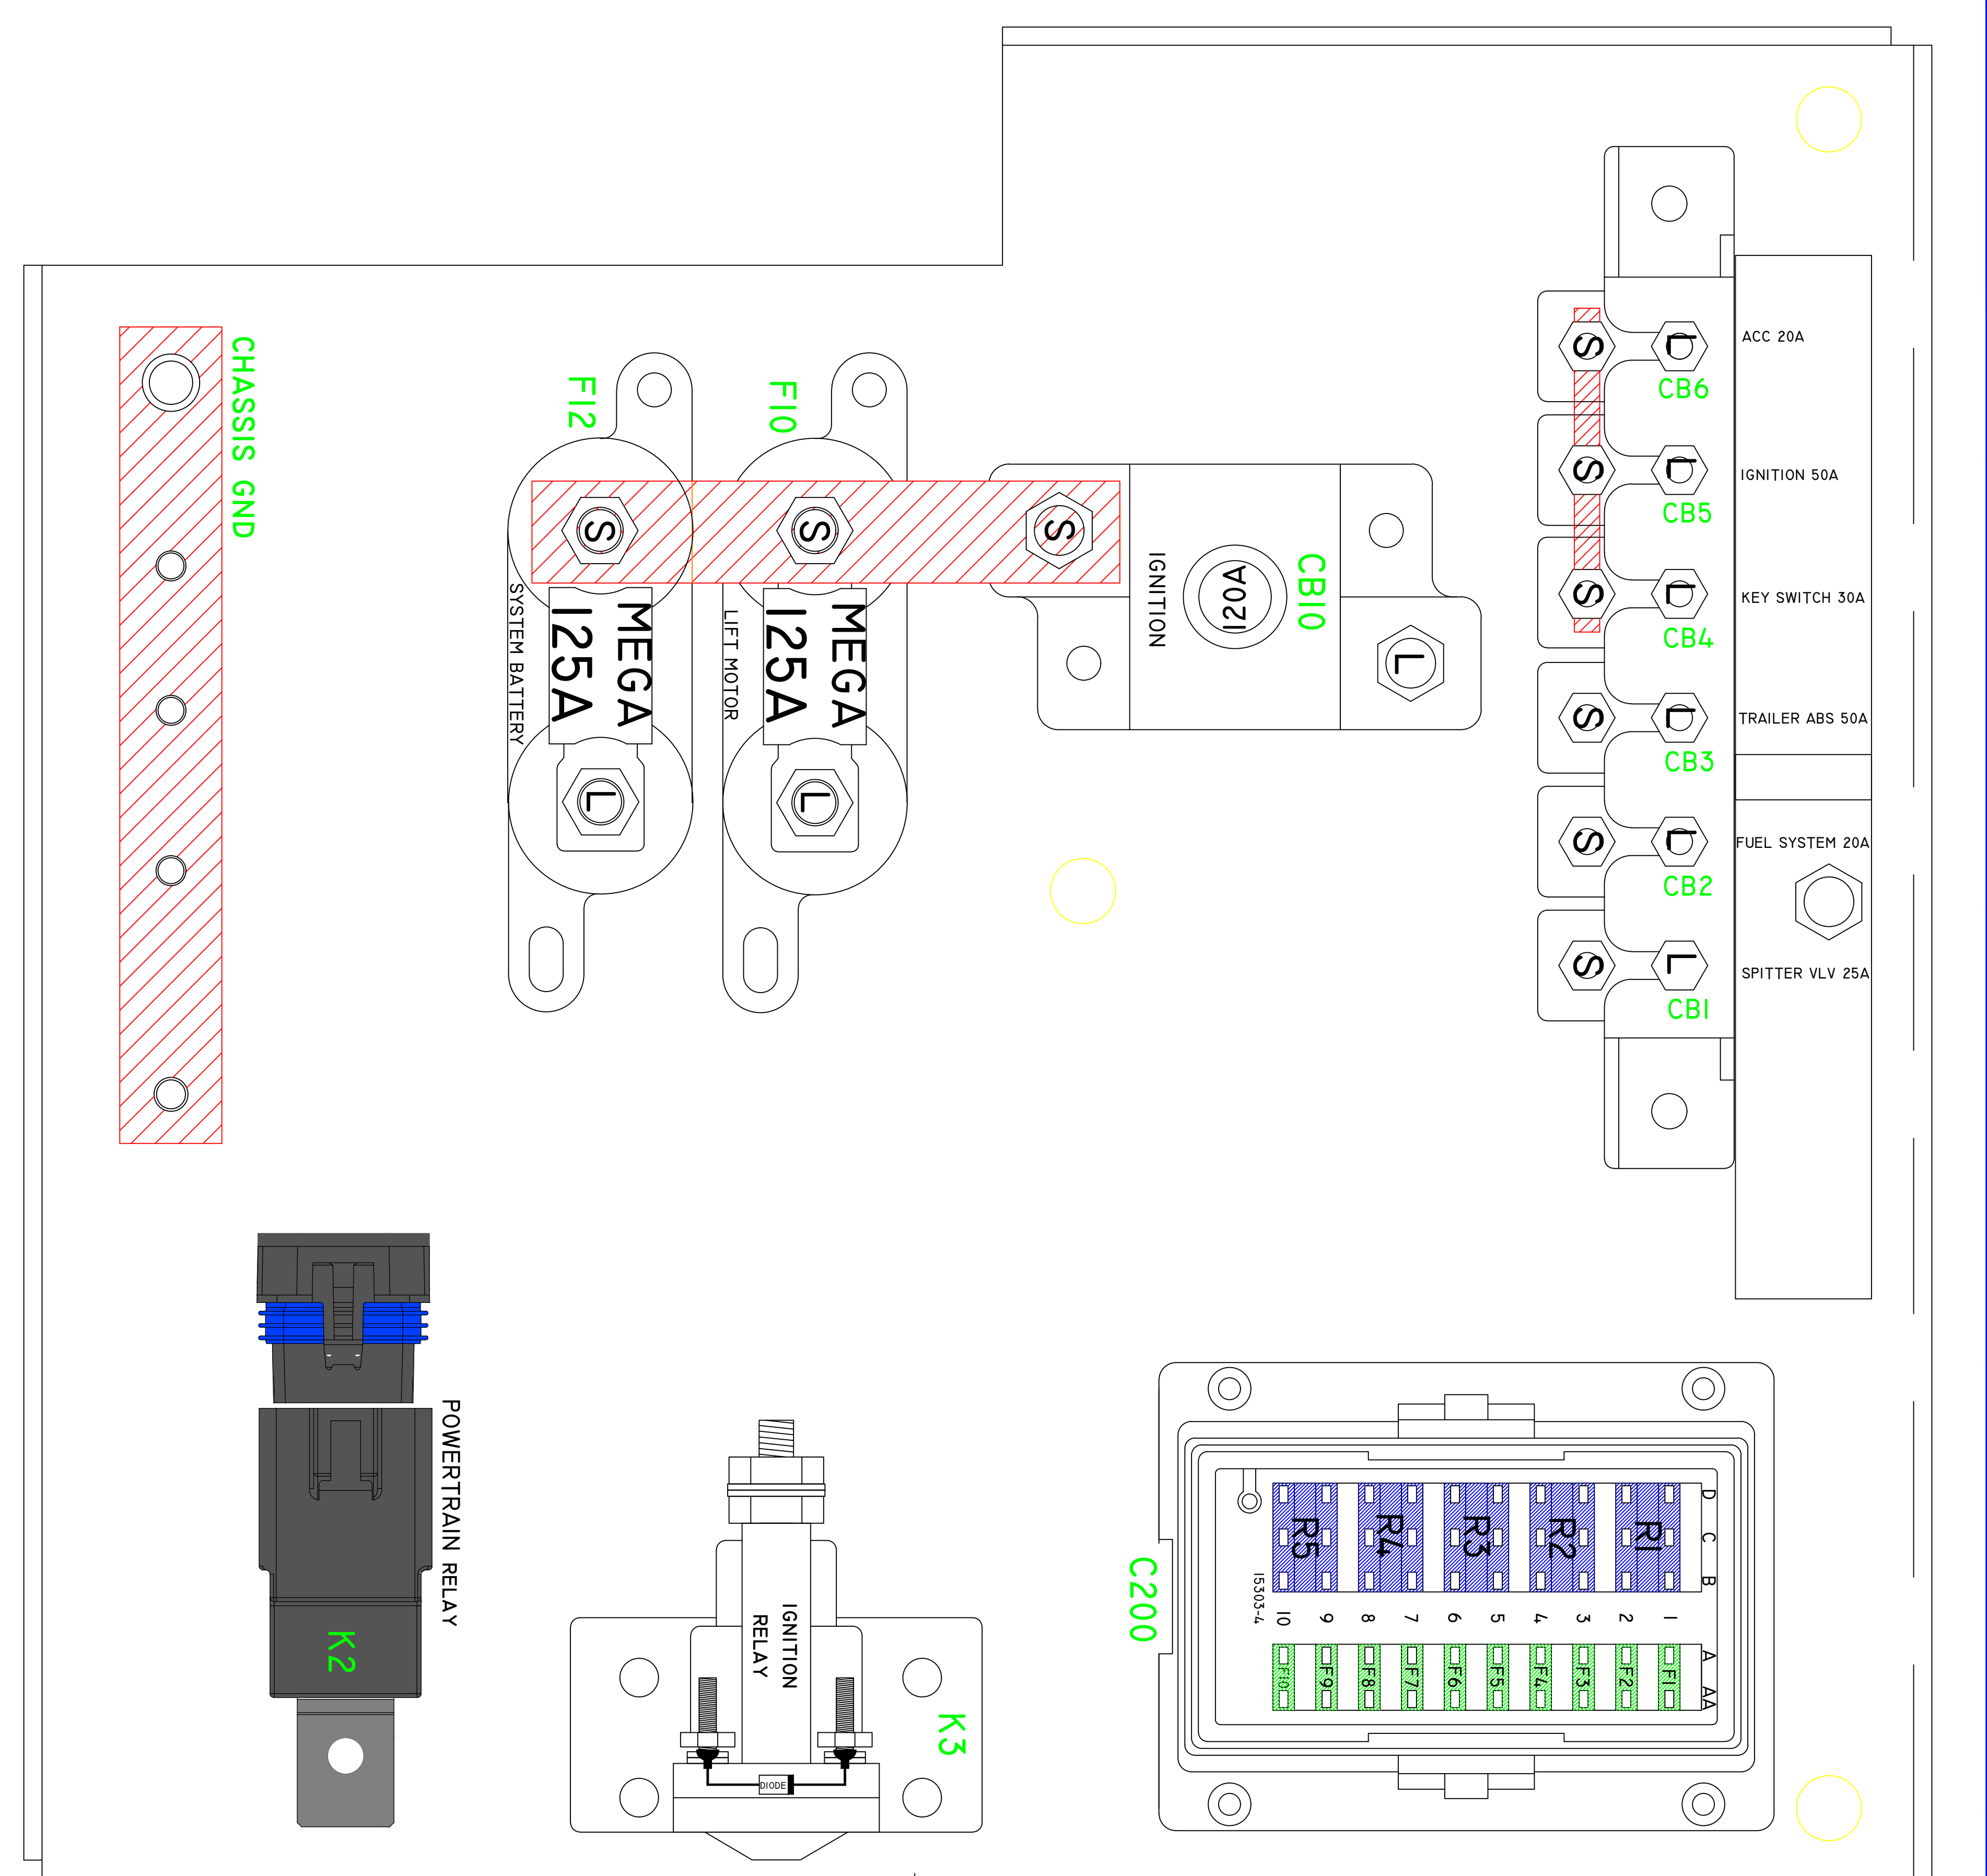 CHASSIS GND
F12
F10
S
S
S
SYSTEM BATTERY
MEGA
125A
LIFT MOTOR
MEGA
125A
L
L
IGNITION
120A
CB10
L
S
L
ACC 20A
CB6
S
L
IGNITION 50A
CB5
S
L
KEY SWITCH 30A
CB4
S
L
TRAILER ABS 50A
CB3
S
L
FUEL SYSTEM 20A
CB2
S
L
SPITTER VLV 25A
CB1
POWERTRAIN RELAY
K2
IGNITION
RELAY
K3
DIODE
C200
15303-4
R5 R4 R3 R2 R1
D
C
B
10 9 8 7 6 5 4 3 2 1
A
AA
F10 F9 F8 F7 F6 F5 F4 F3 F2 F1